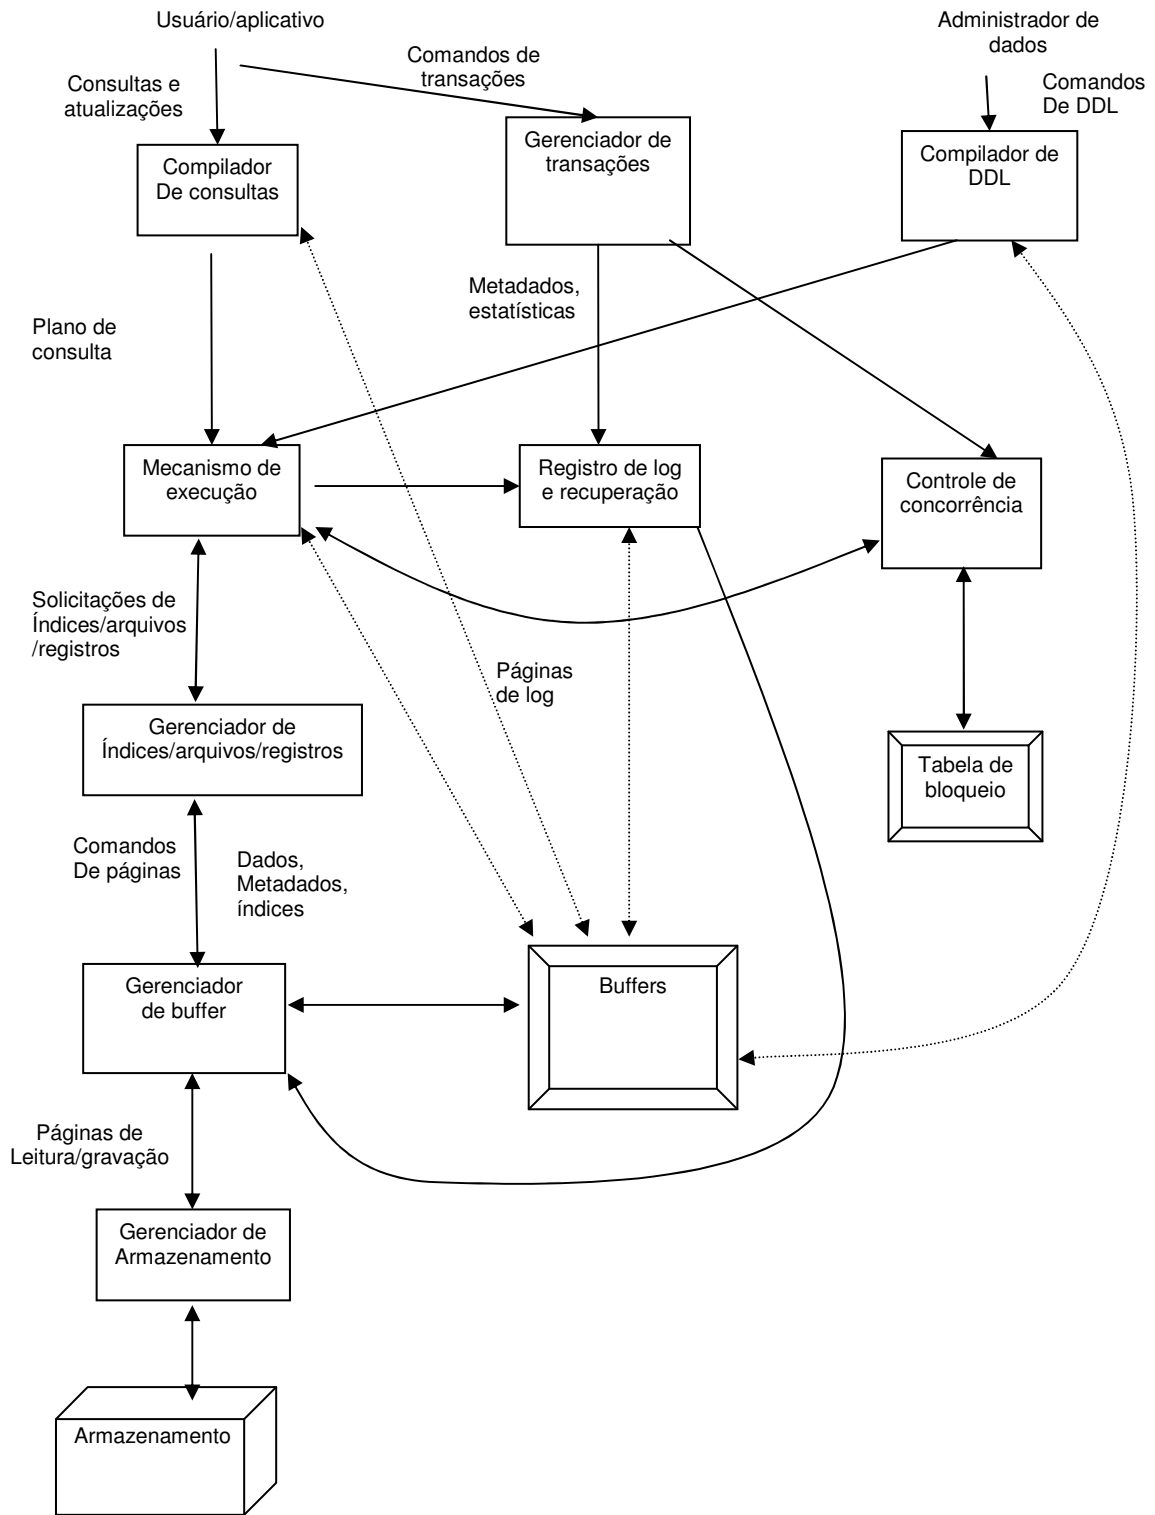 Usuário/aplicativo
Administrador de
dados
Comandos de
transações
Consultas e
atualizações
Comandos
De DDL
Compilador
De consultas
Gerenciador de
transações
Compilador de
DDL
Metadados,
estatísticas
Plano de
consulta
Mecanismo de
execução
Registro de log
e recuperação
Controle de
concorrência
Solicitações de
Índices/arquivos
/registros
Páginas
de log
Gerenciador de
Índices/arquivos/registros
Tabela de
bloqueio
Comandos
De páginas
Dados,
Metadados,
índices
Gerenciador
de buffer
Buffers
Páginas de
Leitura/gravação
Gerenciador de
Armazenamento
Armazenamento